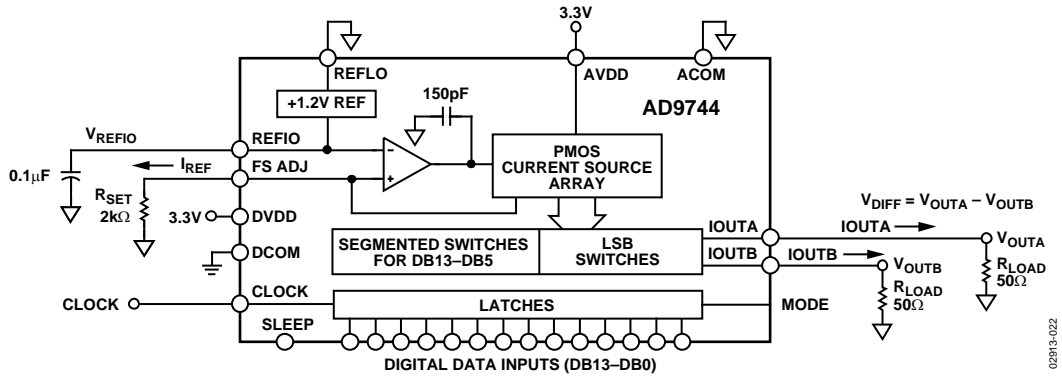 3.3V
REFLO
AVDD
ACOM
+1.2V REF
150pF
AD9744
VREFIO
REFIO
PMOS
CURRENT SOURCE
ARRAY
0.1µF
IREF
FS ADJ
RSET
2kΩ
3.3V
DVDD
VDIFF = VOUTA – VOUTB
DCOM
SEGMENTED SWITCHES
FOR DB13–DB5
LSB
SWITCHES
IOUTA
IOUTA
VOUTA
IOUTB
IOUTB
VOUTB
RLOAD
50Ω
RLOAD
50Ω
CLOCK
CLOCK
LATCHES
MODE
SLEEP
DIGITAL DATA INPUTS (DB13–DB0)
02913-022